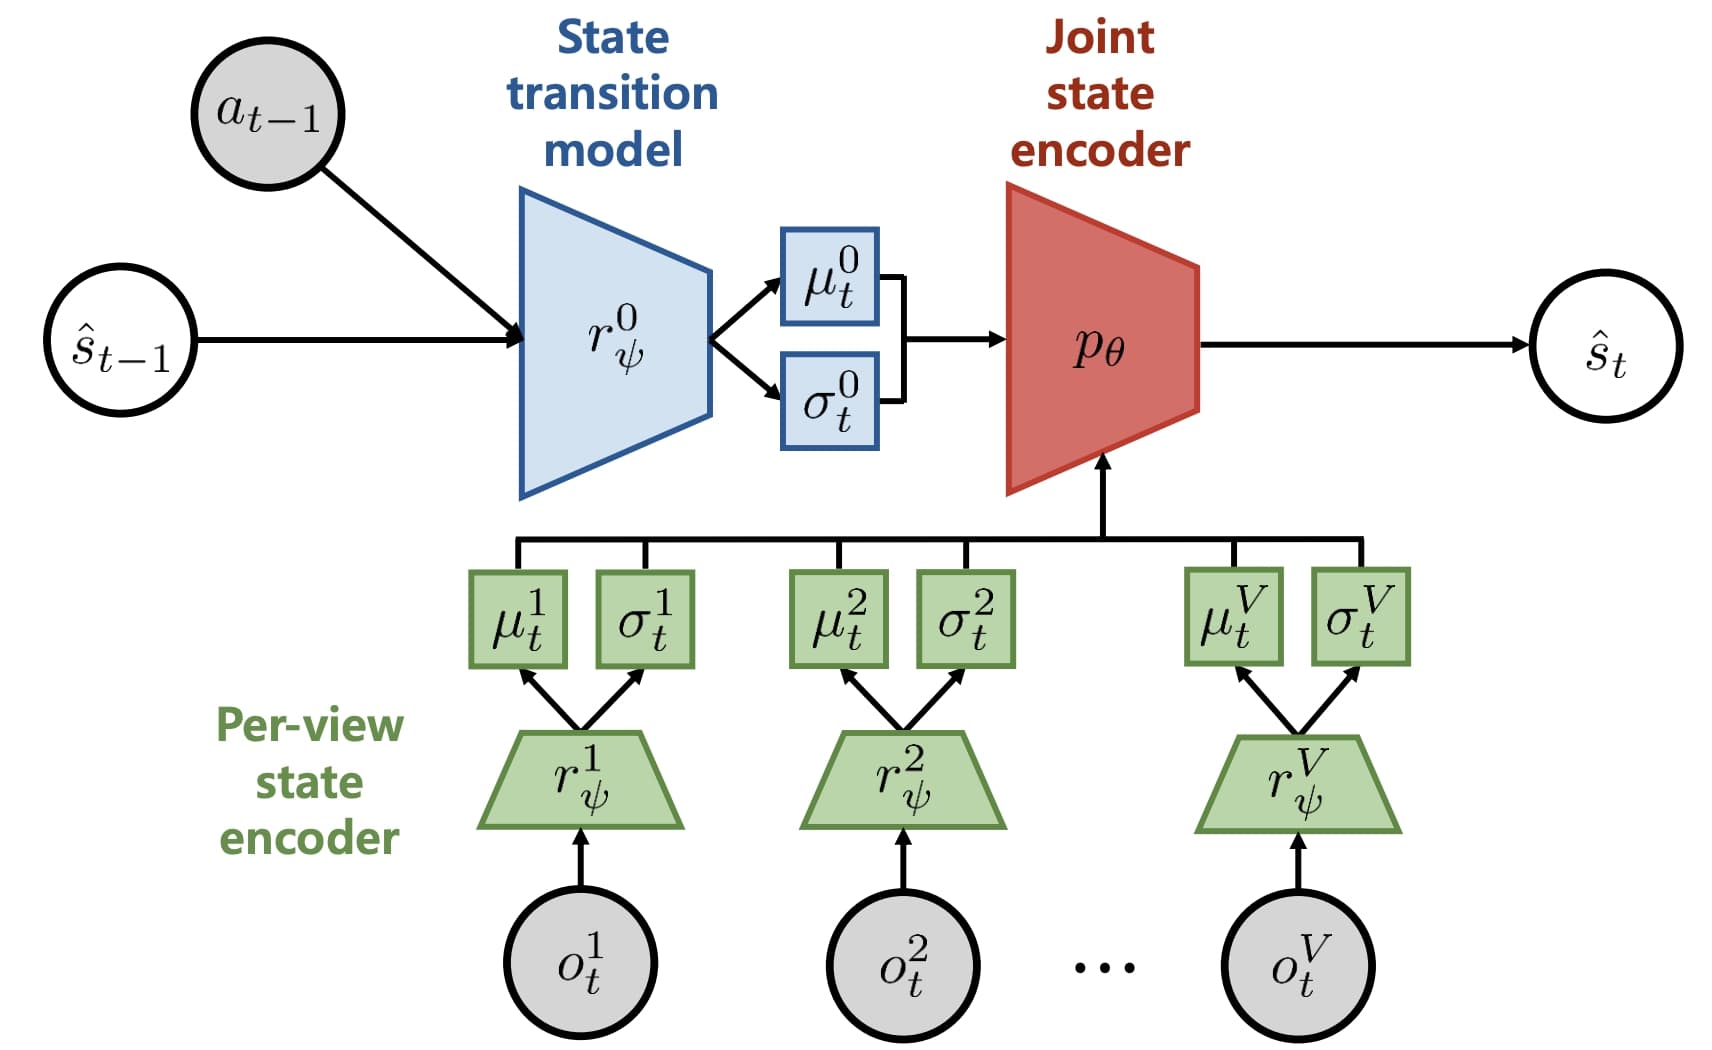 State
transition
model
Joint
state
encoder
a_{t-1}
\hat{s}_{t-1}
r_\psi^0
\mu_t^0
\sigma_t^0
p_\theta
\hat{s}_t
\mu_t^1
\sigma_t^1
\mu_t^2
\sigma_t^2
\mu_t^V
\sigma_t^V
Per-view
state
encoder
r_\psi^1
r_\psi^2
r_\psi^V
o_t^1
o_t^2
...
o_t^V